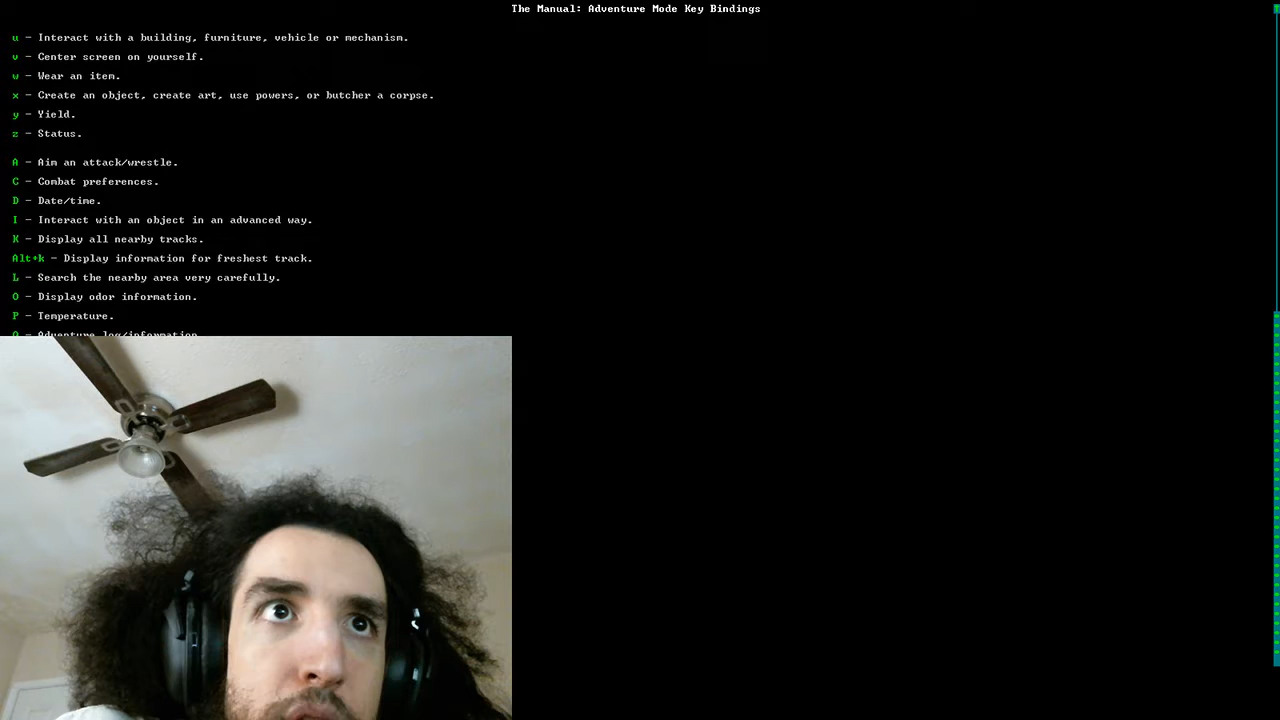 The Manual: Adventure Mode Key Bindings
u - Interact with a building, furniture, vehicle or mechanism.
v - Center screen on yourself.
w - Wear an item.
x - Create an object, create art, use powers, or butcher a corpse.
y - Yield.
z - Status.
A - Aim an attack/wrestle.
C - Combat preferences.
D - Date/time.
I - Interact with an object in an advanced way.
K - Display all nearby tracks.
Alt+k - Display information for freshest track.
L - Search the nearby area very carefully.
O - Display odor information.
P - Temperature.
Q - Adventure log/information.